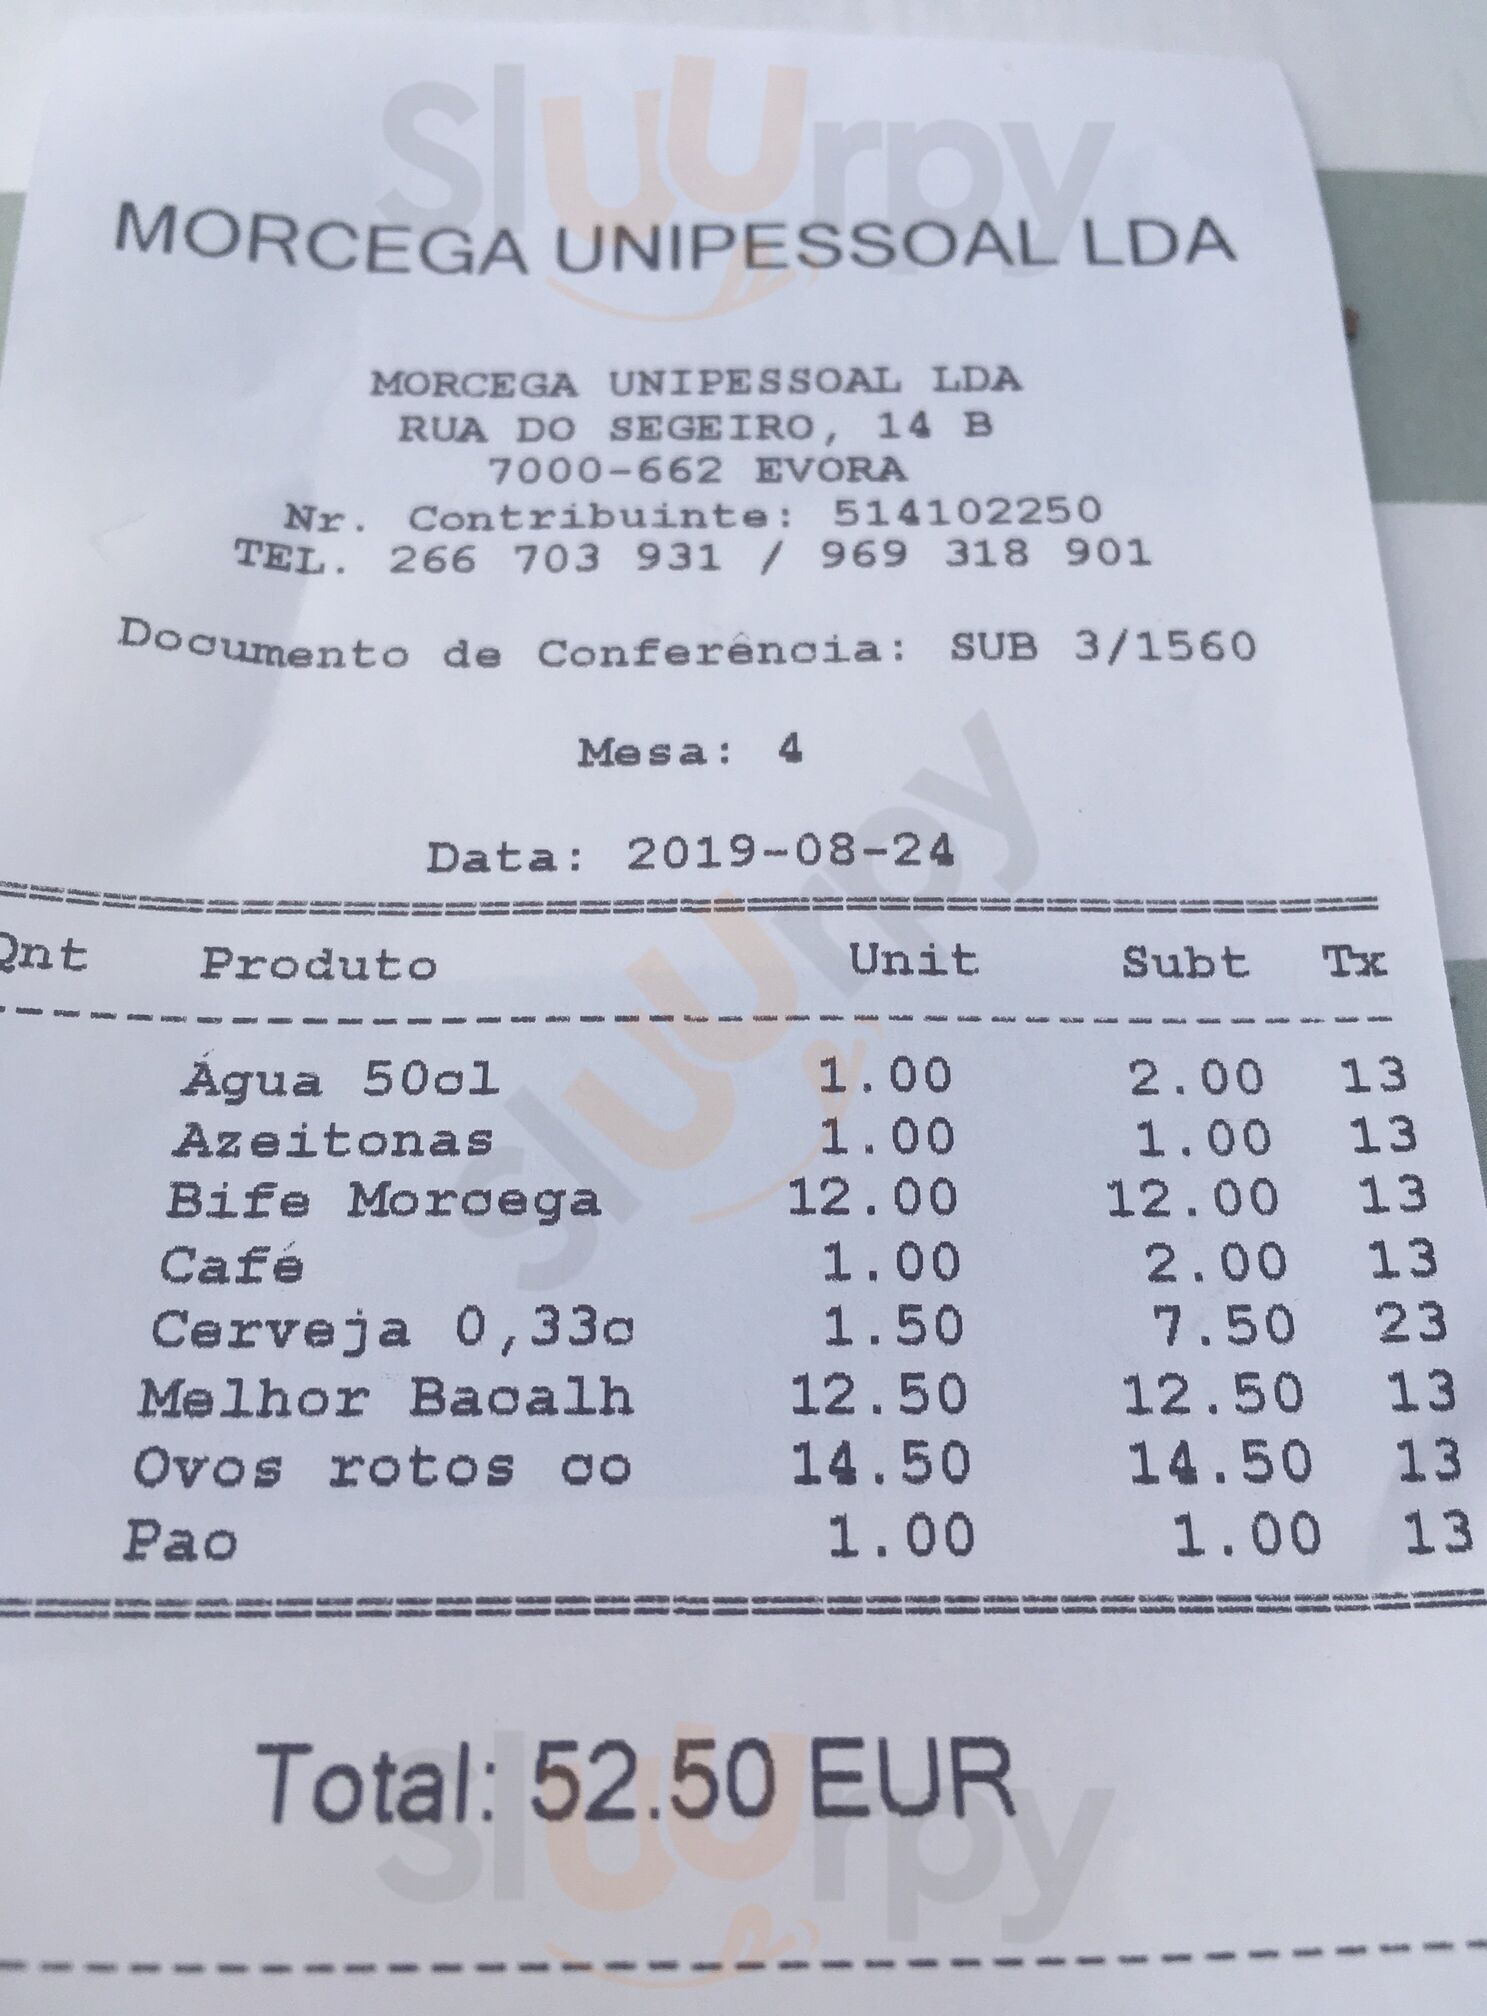 Sluurpy
MORCEGA UNIPESSOAL LDA
MORCEGA UNIPESSOAL LDA
RUA DO SEGEIRO, 14 B
7000-662 EVORA
Nr. Contribuinte: 514102250
TEL. 266 703 931 / 969 318 901
Documento de Conferência: SUB 3/1560
Mesa: 4
Data: 2019-08-24
Qnt Produto Unit Subt Tx
Água 50cl 1.00 2.00 13
Azeitonas 1.00 1.00 13
Bife Morcega 12.00 12.00 13
Café 1.00 2.00 13
Cerveja 0,33c 1.50 7.50 23
Melhor Bacalh 12.50 12.50 13
Ovos rotos co 14.50 14.50 13
Pao 1.00 1.00 13
Sluurpy
Total: 52.50 EUR
Sluurpy